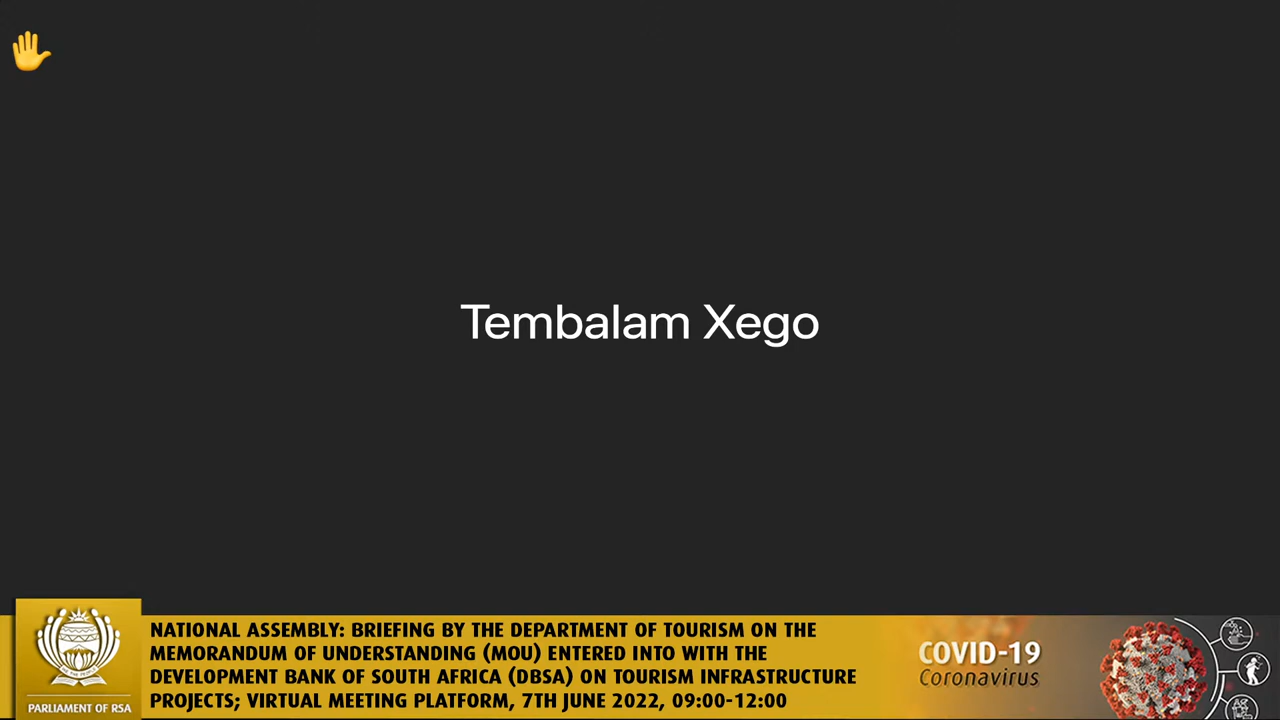 Tembalam Xego
NATIONAL ASSEMBLY: BRIEFING BY THE DEPARTMENT OF TOURISM ON THE
MEMORANDUM OF UNDERSTANDING (MOU) ENTERED INTO WITH THE
DEVELOPMENT BANK OF SOUTH AFRICA (DBSA) ON TOURISM INFRASTRUCTURE
PROJECTS; VIRTUAL MEETING PLATFORM, 7TH JUNE 2022, 09:00-12:00
PARLIAMENT OF RSA
COVID-19
Coronavirus